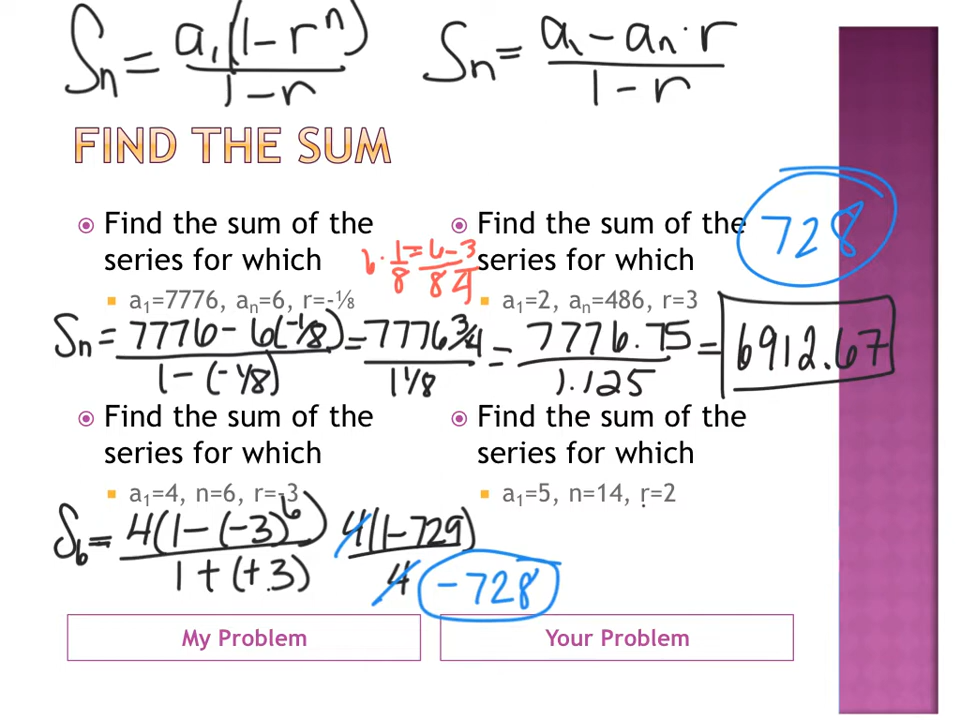 Sn = a₁(1-rⁿ) / 1-r
Sn = a₁ - an·r / 1-r
FIND THE SUM
Find the sum of the
series for which
a₁=7776, aₙ=6, r=-⅛
6·1/8 = 6/8 - 3/4
Sn = 7776 - 6(-1/8) / 1-(-1/8) = 7776 3/4 / 1 1/8 = 7776.75 / 1.125 = 6912.67
Find the sum of the
series for which
a₁=2, aₙ=486, r=3
728
Find the sum of the
series for which
a₁=4, n=6, r=-3
S6 = 4(1-(-3)⁶) / 1+(+3) 4(1-729) / 4 -728
Find the sum of the
series for which
a₁=5, n=14, r=2
My Problem
Your Problem